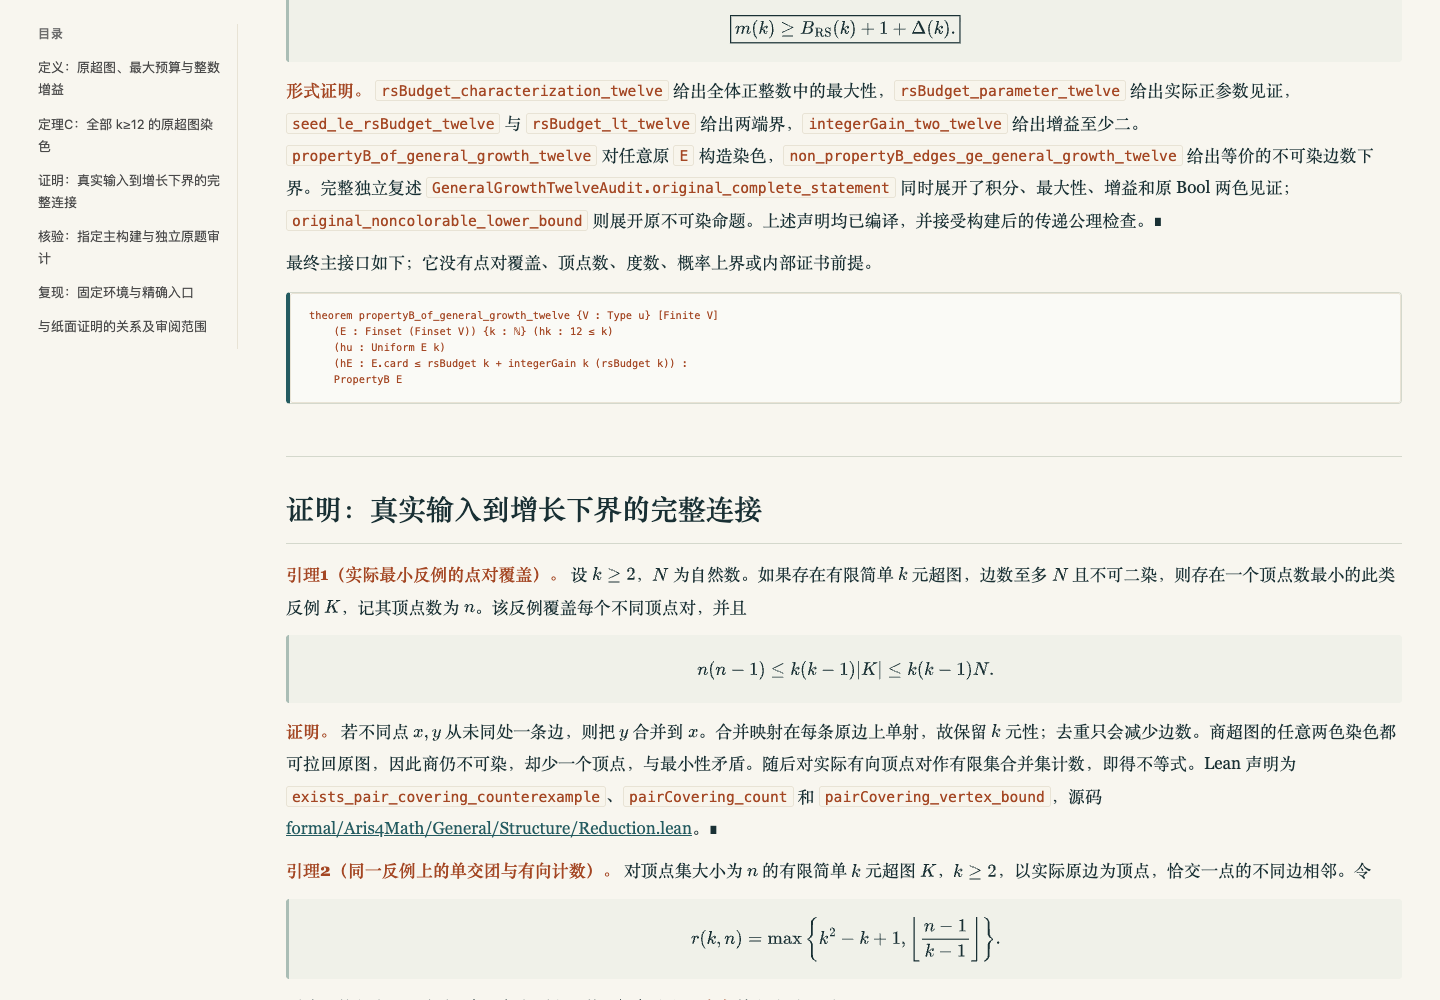 目录
定义：原超图、最大预算与整数
增益
定理C：全部 k≥12 的原超图染
色
证明：真实输入到增长下界的完
整连接
核验：指定主构建与独立原题审
计
复现：固定环境与精确入口
与纸面证明的关系及审阅范围
m(k) ≥ B_RS(k) + 1 + Δ(k).
形式证明。 rsBudget_characterization_twelve 给出全体正整数中的最大性，rsBudget_parameter_twelve 给出实际正参数见证，
seed_le_rsBudget_twelve 与 rsBudget_lt_twelve 给出两端界，integerGain_two_twelve 给出增益至少二。
propertyB_of_general_growth_twelve 对任意原 E 构造染色，non_propertyB_edges_ge_general_growth_twelve 给出等价的不可染边数下
界。完整独立复述 GeneralGrowthTwelveAudit.original_complete_statement 同时展开了积分、最大性、增益和原 Bool 两色见证；
original_noncolorable_lower_bound 则展开原不可染命题。上述声明均已编译，并接受构建后的传递公理检查。∎
最终主接口如下；它没有点对覆盖、顶点数、度数、概率上界或内部证书前提。
theorem propertyB_of_general_growth_twelve {V : Type u} [Finite V]
(E : Finset (Finset V)) {k : ℕ} (hk : 12 ≤ k)
(hu : Uniform E k)
(hE : E.card ≤ rsBudget k + integerGain k (rsBudget k)) :
PropertyB E
证明：真实输入到增长下界的完整连接
引理1（实际最小反例的点对覆盖）。 设 k ≥ 2，N 为自然数。如果存在有限简单 k 元超图，边数至多 N 且不可二染，则存在一个顶点数最小的此类
反例 K，记其顶点数为 n。该反例覆盖每个不同顶点对，并且
n(n − 1) ≤ k(k − 1)|K| ≤ k(k − 1)N.
证明。 若不同点 x, y 从未同处一条边，则把 y 合并到 x。合并映射在每条原边上单射，故保留 k 元性；去重只会减少边数。商超图的任意两色染色都
可拉回原图，因此商仍不可染，却少一个顶点，与最小性矛盾。随后对实际有向顶点对作有限集合并集计数，即得不等式。Lean 声明为
exists_pair_covering_counterexample、pairCovering_count 和 pairCovering_vertex_bound，源码
formal/Aris4Math/General/Structure/Reduction.lean。∎
引理2（同一反例上的单交团与有向计数）。 对顶点集大小为 n 的有限简单 k 元超图 K，k ≥ 2，以实际原边为顶点，恰交一点的不同边相邻。令
r(k, n) = max { k² − k + 1, ⌊ (n − 1)/(k − 1) ⌋ }.